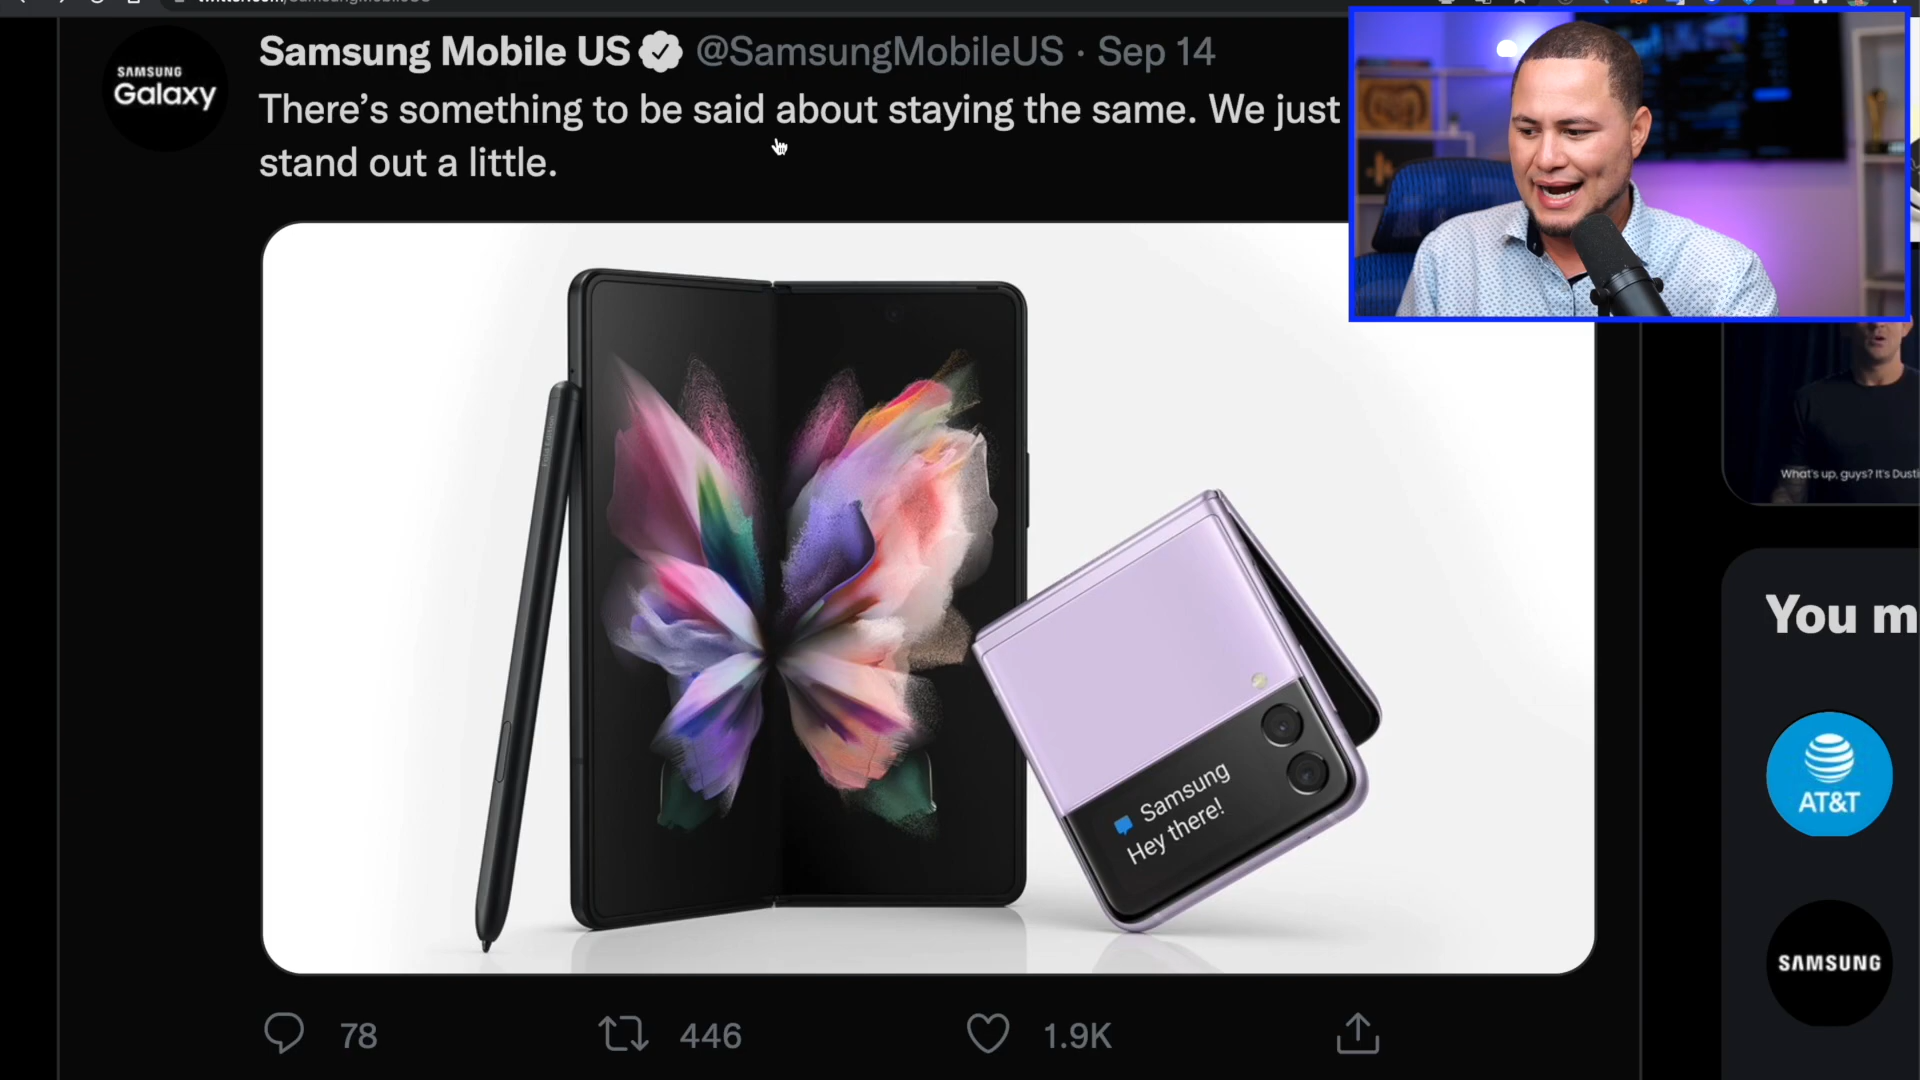 SAMSUNG
Galaxy
Samsung Mobile US @SamsungMobileUS · Sep 14
There's something to be said about staying the same. We just
stand out a little.
Samsung
Hey there!
What's up, guys? It's Dusti
You m
AT&T
SAMSUNG
78
446
1.9K